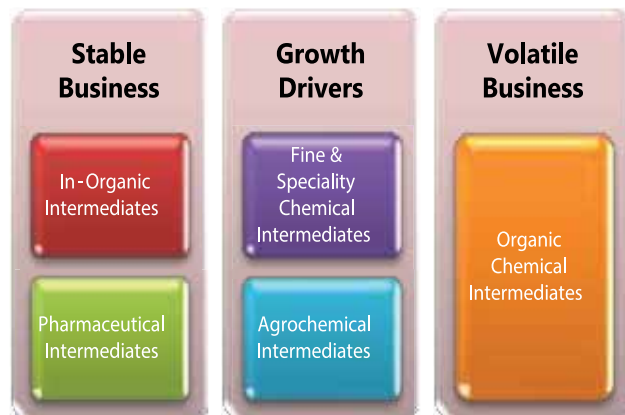 Stable
Business
In-Organic
Intermediates
Pharmaceutical
Intermediates
Growth
Drivers
Fine &
Speciality
Chemical
Intermediates
Agrochemical
Intermediates
Volatile
Business
Organic
Chemical
Intermediates